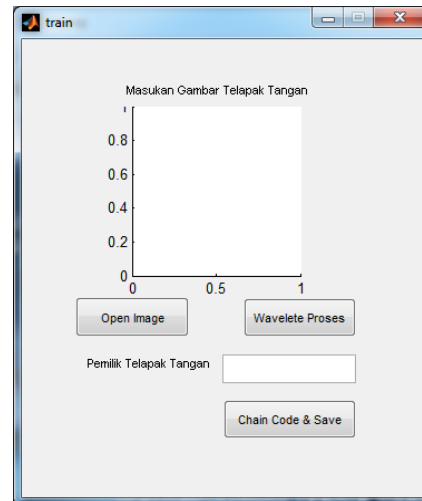 train
Masukan Gambar Telapak Tangan
1
0.8
0.6
0.4
0.2
0
0 0.5 1
Open Image Wavelete Proses
Pemilik Telapak Tangan
Chain Code & Save